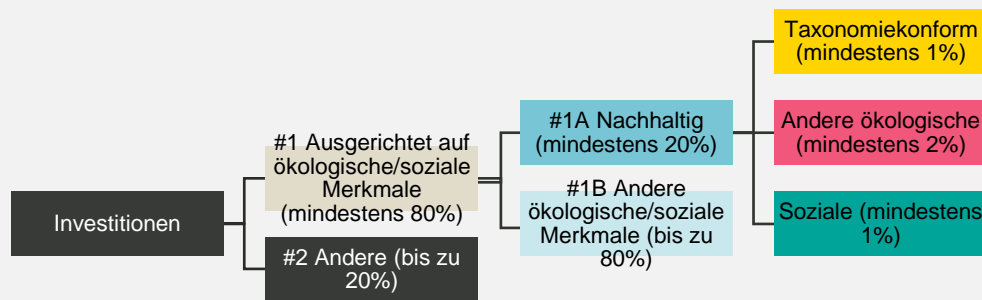 Investitionen
#1 Ausgerichtet auf
ökologische/soziale
Merkmale
(mindestens 80%)
#2 Andere (bis zu
20%)
#1A Nachhaltig
(mindestens 20%)
#1B Andere
ökologische/soziale
Merkmale (bis zu
80%)
Taxonomiekonform
(mindestens 1%)
Andere ökologische
(mindestens 2%)
Soziale (mindestens
1%)